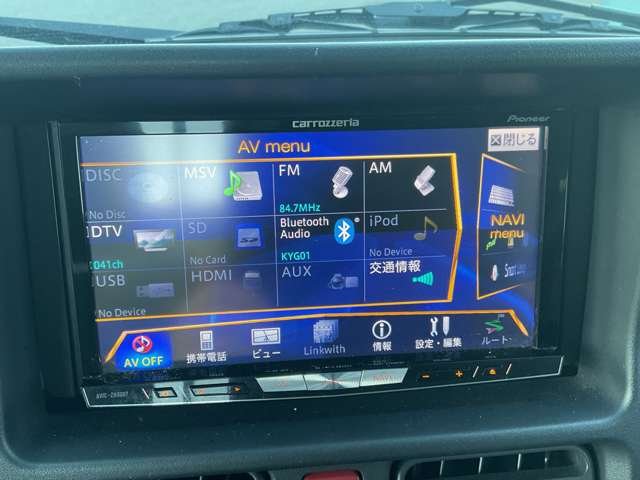 carrozzeria
Pioneer
AV menu
閉じる
DISC
MSV
FM
AM
No Disc
84.7MHz
DTV
SD
Bluetooth
Audio
iPod
NAVI
menu
041ch
No Card
KYG01
No Device
USB
HDMI
AUX
交通情報
No Device
AV OFF
携帯電話
ビュー
Linkwith
情報
設定・編集
ルート
NAVI